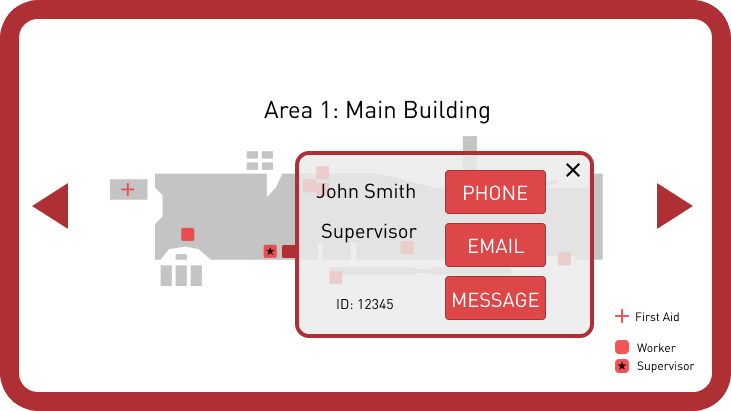 Area 1: Main Building
John Smith
Supervisor
ID: 12345
PHONE
EMAIL
MESSAGE
First Aid
Worker
Supervisor